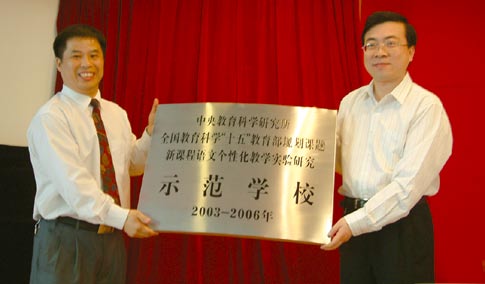 中央教育科学研究所
全国教育科学“十五”教育部规划课题
新课程语文个性化教学实验研究
示范学校
2003-2006年